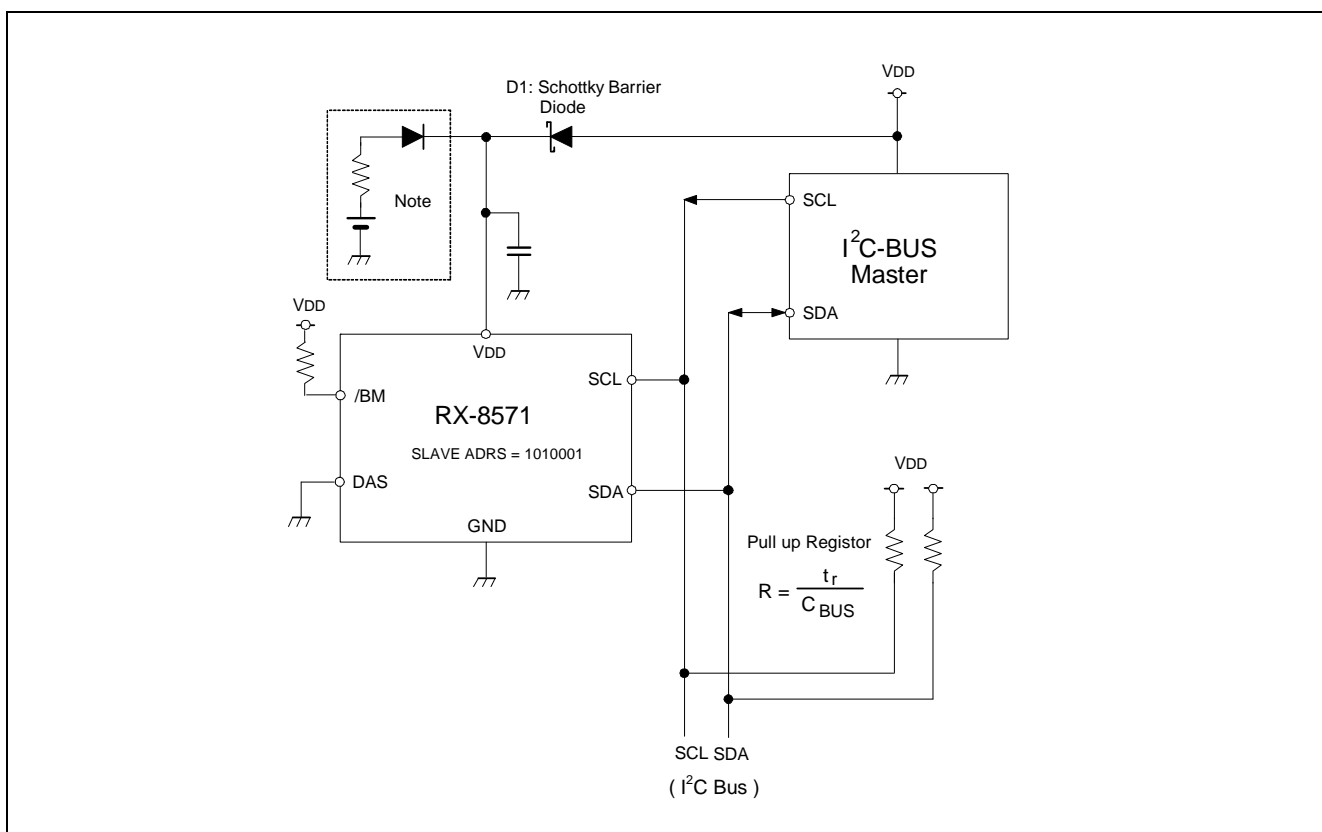 VDD
D1: Schottky Barrier
Diode
Note
SCL
I2C-BUS
Master
SDA
VDD
VDD
SCL
/BM
RX-8571
SLAVE ADRS = 1010001
DAS
SDA
GND
VDD
Pull up Registor
R = tr / CBUS
SCL SDA
( I2C Bus )